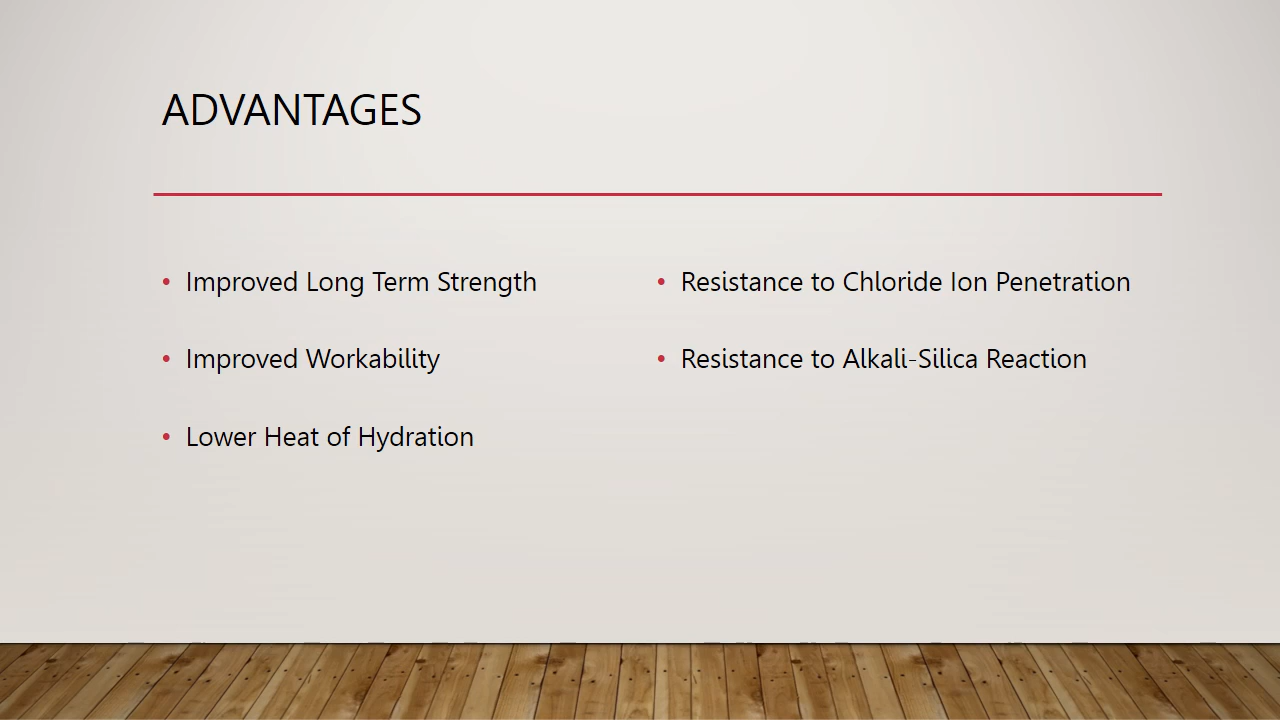 ADVANTAGES
• Improved Long Term Strength
• Improved Workability
• Lower Heat of Hydration
• Resistance to Chloride Ion Penetration
• Resistance to Alkali-Silica Reaction